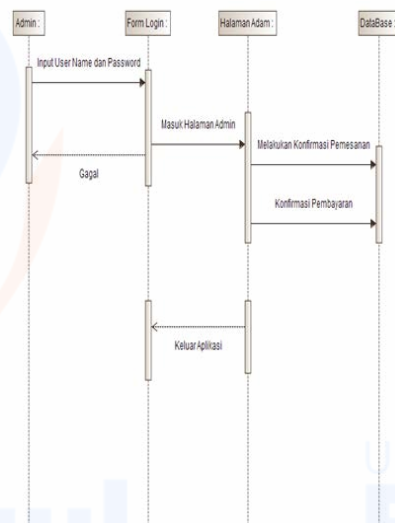 Admin :
Form Login :
Halaman Adam :
DataBase :
Input User Name dan Password
Masuk Halaman Admin
Melakukan Konfirmasi Pemesanan
Gagal
Konfirmasi Pembayaran
Keluar Aplikasi